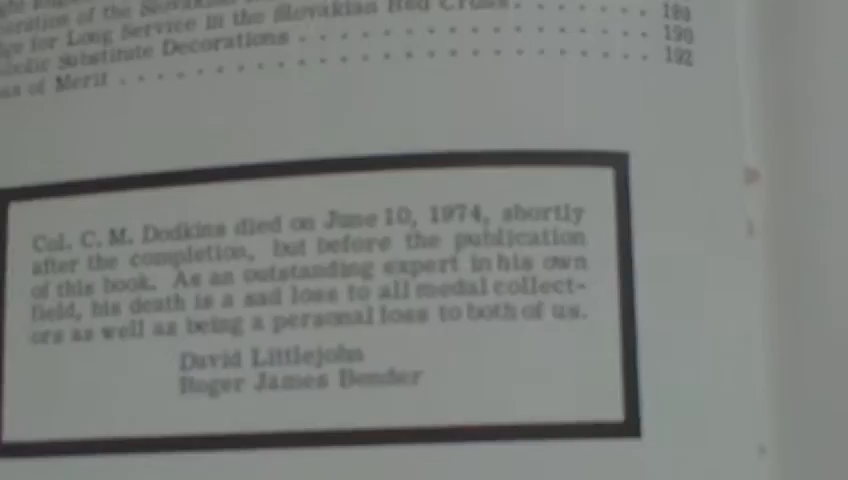 oration of the Slovakian
for Long Service in the Slovakian Red Cross . . . . . . . 189
Substitute Decorations . . . . . . . . . . . . . . . . . . 190
of Merit . . . . . . . . . . . . . . . . . . . . . . . . . . . . 192
Col. C. M. Dodkins died on June 10, 1974, shortly
after the completion, but before the publication
of this book. As an outstanding expert in his own
field, his death is a sad loss to all medal collect-
ors as well as being a personal loss to both of us.
David Littlejohn
Roger James Bender